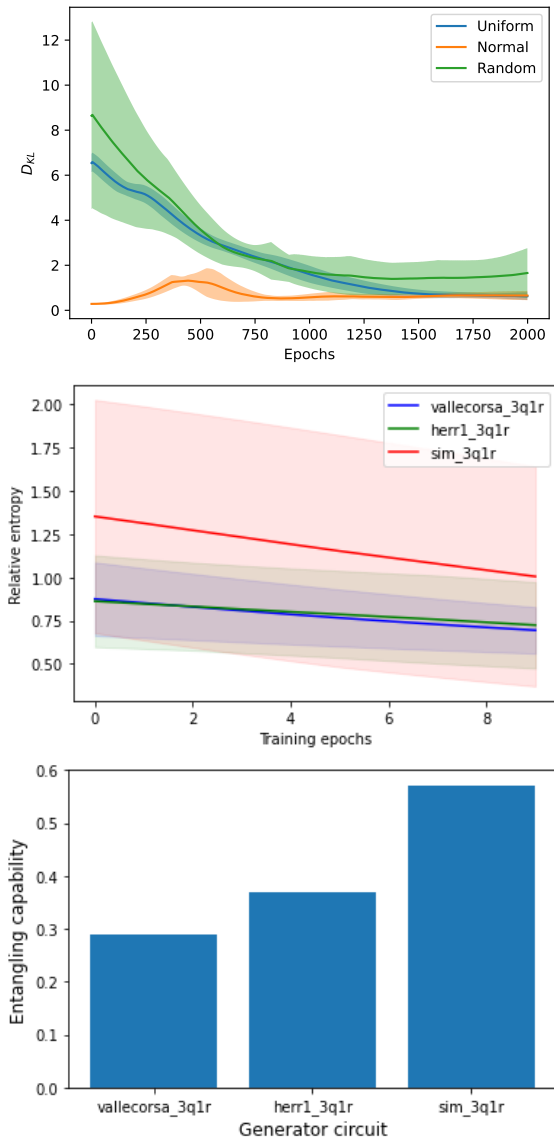 12
10
8
6
4
2
0
D_{KL}
Uniform
Normal
Random
0 250 500 750 1000 1250 1500 1750 2000
Epochs
2.00
1.75
1.50
1.25
1.00
0.75
0.50
Relative entropy
vallecorsa_3q1r
herr1_3q1r
sim_3q1r
0 2 4 6 8
Training epochs
0.6
0.5
0.4
0.3
0.2
0.1
0.0
Entangling capability
vallecorsa_3q1r herr1_3q1r sim_3q1r
Generator circuit